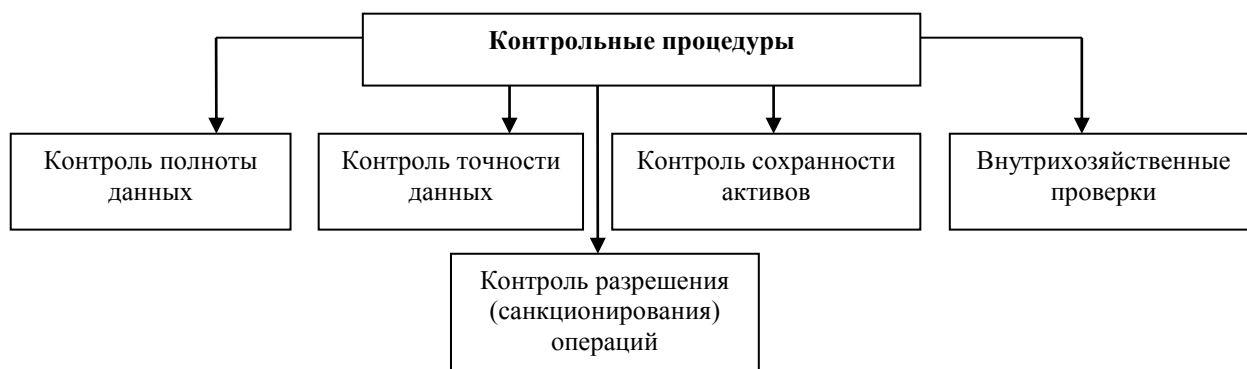 Контрольные процедуры
Контроль полноты
данных
Контроль точности
данных
Контроль сохранности
активов
Внутрихозяйственные
проверки
Контроль разрешения
(санкционирования)
операций